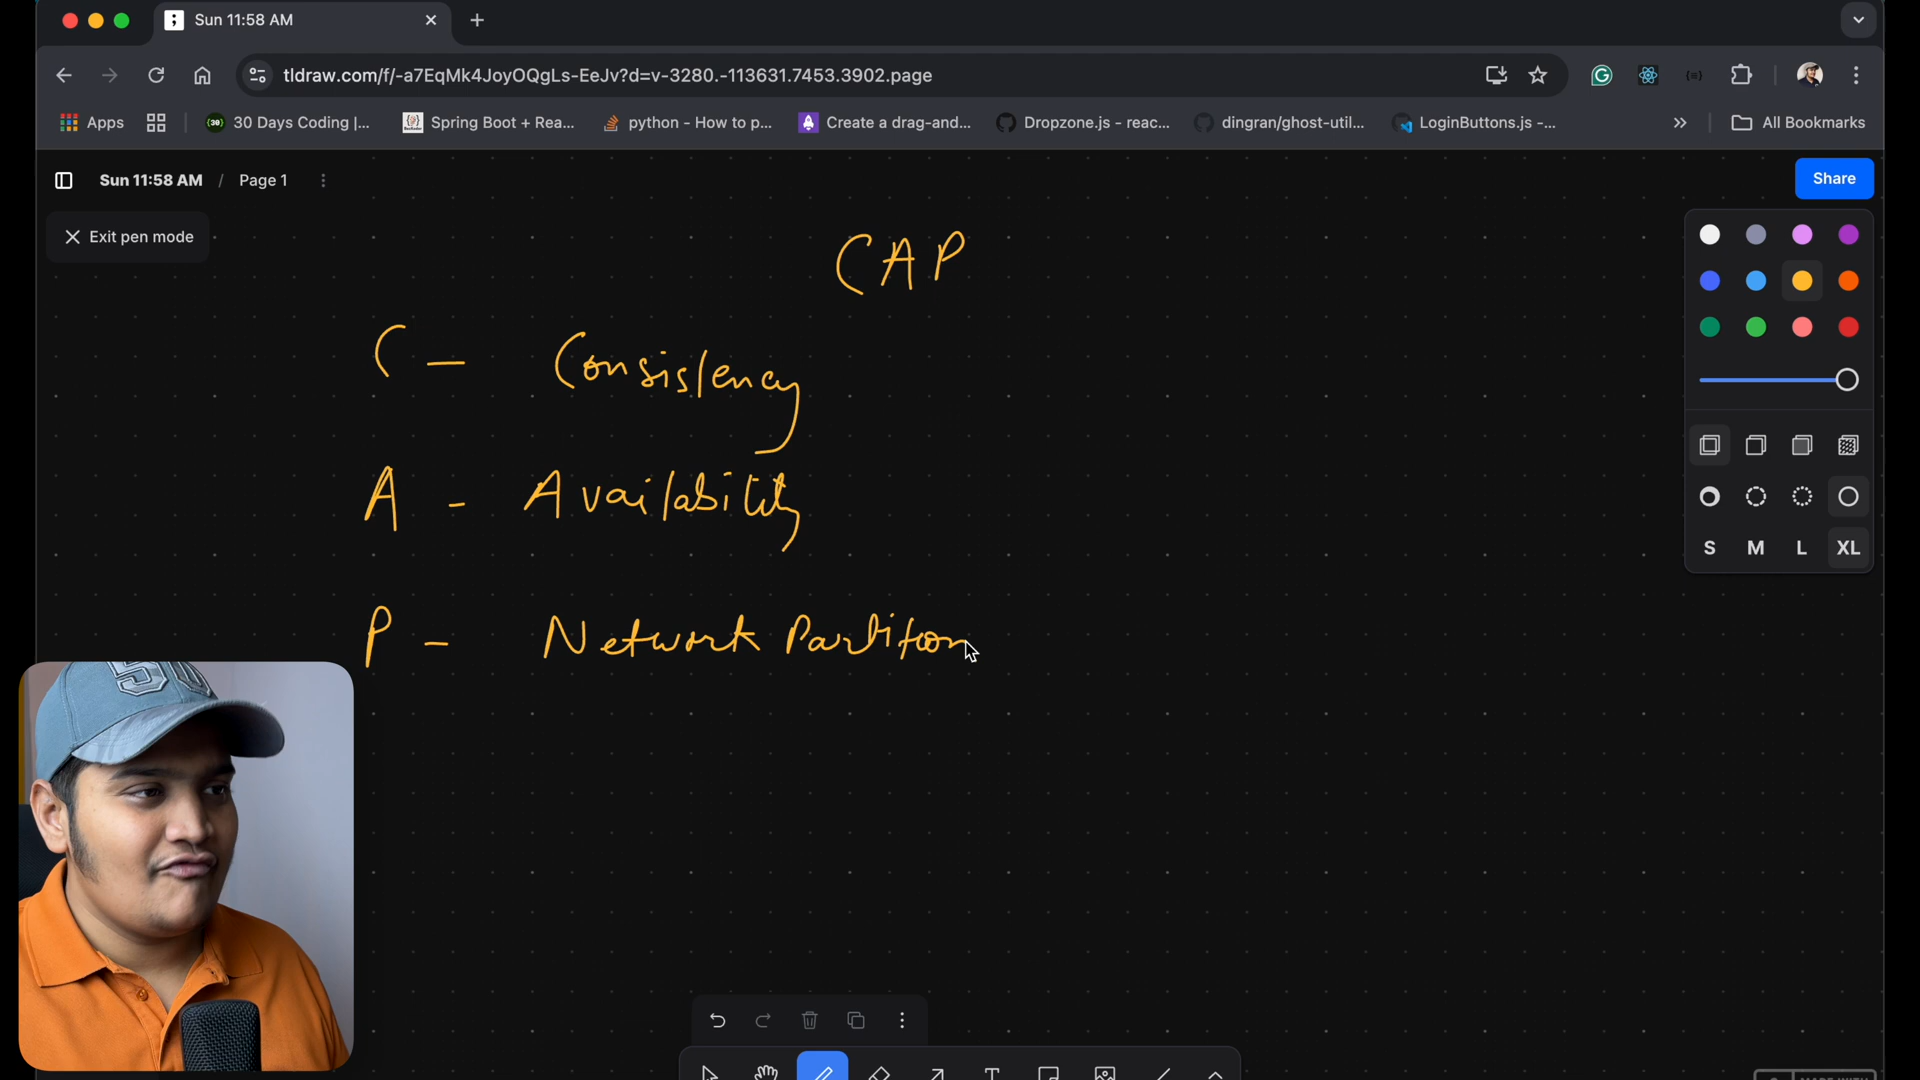 Sun 11:58 AM
tldraw.com/f/-a7EqMk4JoyOQgLs-EeJv?d=v-3280.-113631.7453.3902.page
Apps 30 Days Coding |... Spring Boot + Rea... python - How to p... Create a drag-and... Dropzone.js - reac... dingran/ghost-util... LoginButtons.js -... » All Bookmarks
Sun 11:58 AM / Page 1 Share
Exit pen mode
CAP
C - Consistency
A - Availability
P - Network Partition
S M L XL